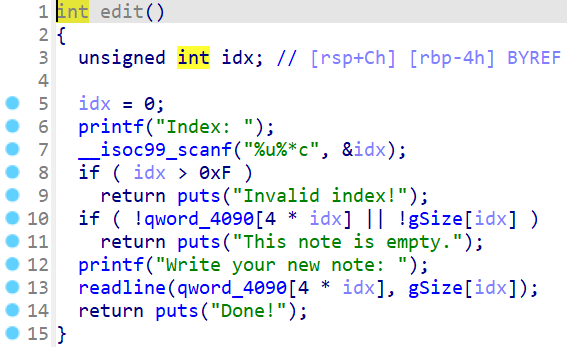 1 int edit()
2 {
3 unsigned int idx; // [rsp+Ch] [rbp-4h] BYREF
4
5 idx = 0;
6 printf("Index: ");
7 __isoc99_scanf("%u%*c", &idx);
8 if ( idx > 0xF )
9 return puts("Invalid index!");
10 if ( !qword_4090[4 * idx] || !gSize[idx] )
11 return puts("This note is empty.");
12 printf("Write your new note: ");
13 readline(qword_4090[4 * idx], gSize[idx]);
14 return puts("Done!");
15 }